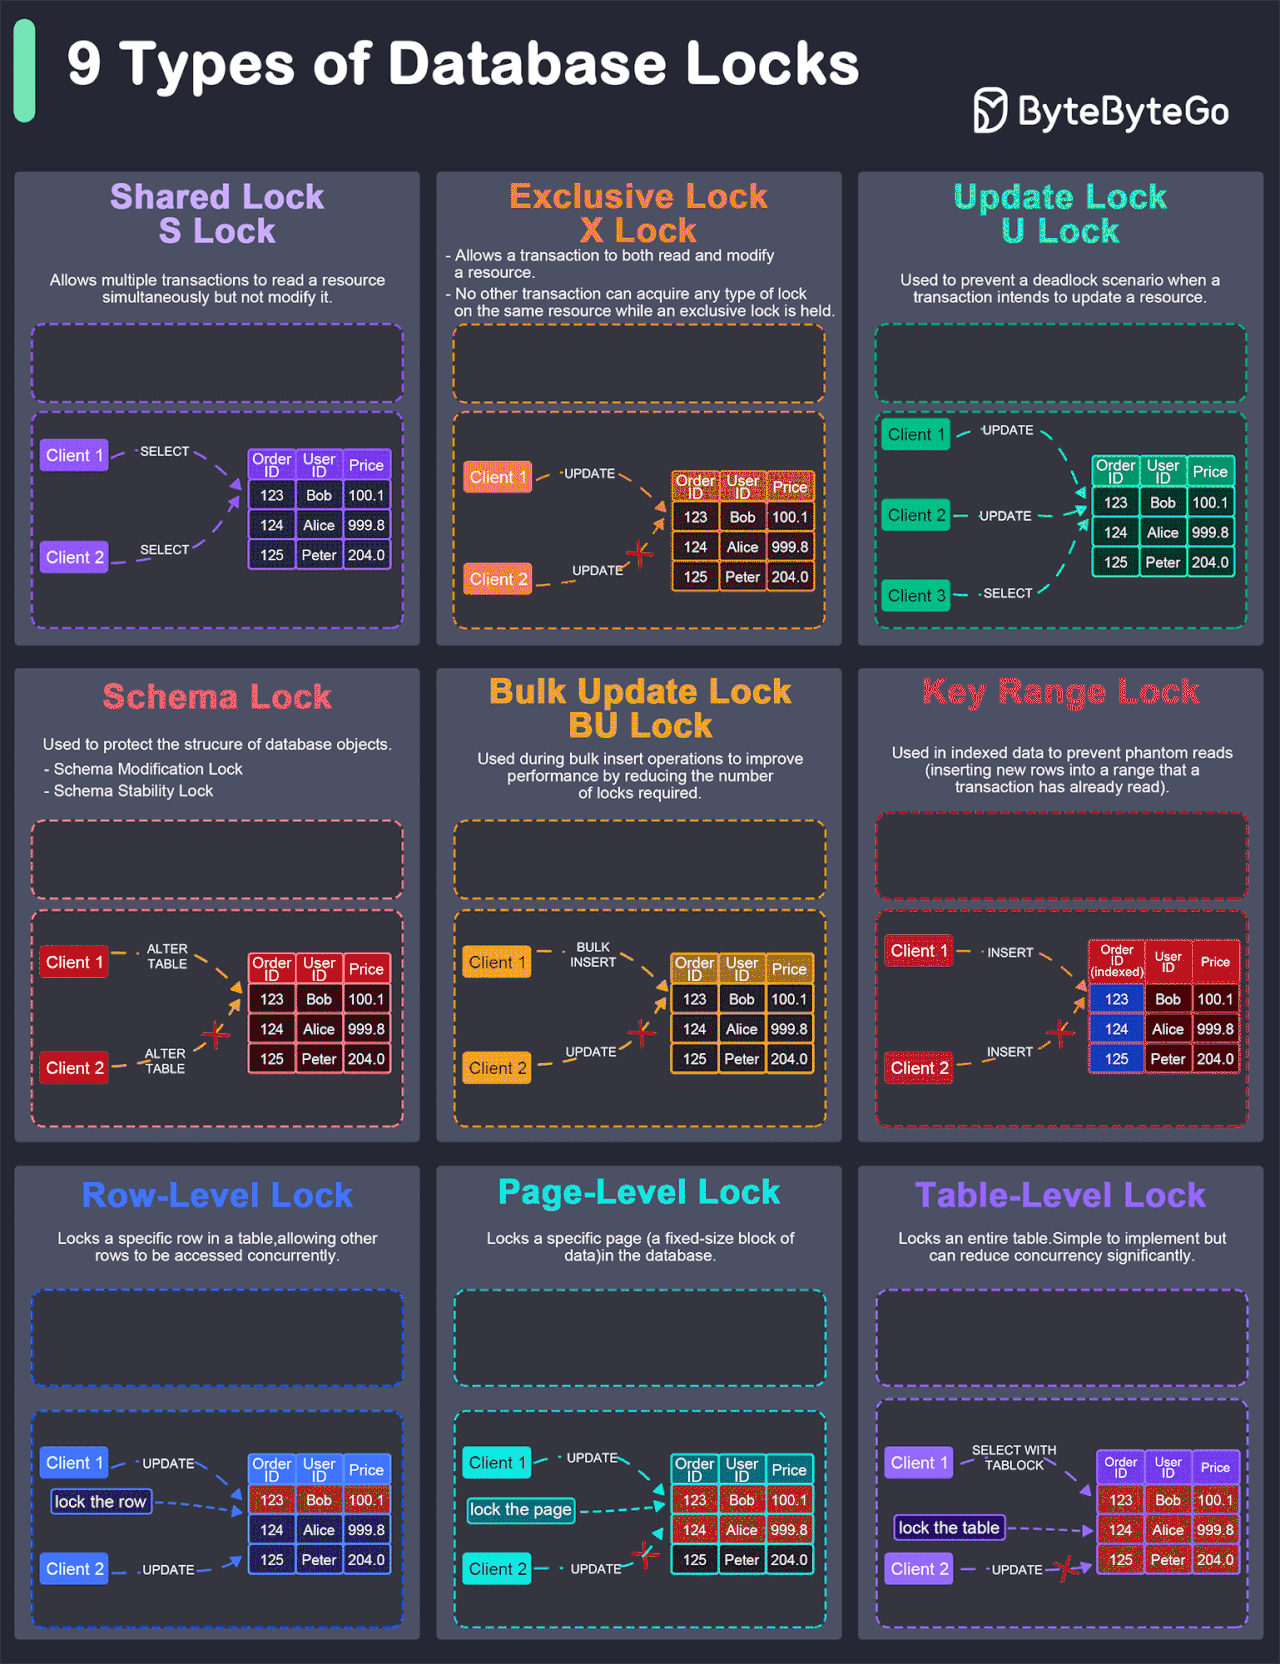 9 Types of Database Locks
ByteByteGo
Shared Lock
S Lock
Allows multiple transactions to read a resource
simultaneously but not modify it.
Client 1
SELECT
Order ID
User ID
Price
123 Bob 100.1
124 Alice 999.8
125 Peter 204.0
Client 2
SELECT
Exclusive Lock
X Lock
- Allows a transaction to both read and modify
a resource.
- No other transaction can acquire any type of lock
on the same resource while an exclusive lock is held.
Client 1
UPDATE
Order ID
User ID
Price
123 Bob 100.1
124 Alice 999.8
125 Peter 204.0
Client 2
UPDATE
Update Lock
U Lock
Used to prevent a deadlock scenario when a
transaction intends to update a resource.
Client 1
UPDATE
Client 2
UPDATE
Client 3
SELECT
Order ID
User ID
Price
123 Bob 100.1
124 Alice 999.8
125 Peter 204.0
Schema Lock
Used to protect the strucure of database objects.
- Schema Modification Lock
- Schema Stability Lock
Client 1
ALTER
TABLE
Order ID
User ID
Price
123 Bob 100.1
124 Alice 999.8
125 Peter 204.0
Client 2
ALTER
TABLE
Bulk Update Lock
BU Lock
Used during bulk insert operations to improve
performance by reducing the number
of locks required.
Client 1
BULK
INSERT
Order ID
User ID
Price
123 Bob 100.1
124 Alice 999.8
125 Peter 204.0
Client 2
UPDATE
Key Range Lock
Used in indexed data to prevent phantom reads
(inserting new rows into a range that a
transaction has already read).
Client 1
INSERT
Order ID (indexed)
User ID
Price
123 Bob 100.1
124 Alice 999.8
125 Peter 204.0
Client 2
INSERT
Row-Level Lock
Locks a specific row in a table,allowing other
rows to be accessed concurrently.
Client 1
UPDATE
lock the row
Order ID
User ID
Price
123 Bob 100.1
124 Alice 999.8
125 Peter 204.0
Client 2
UPDATE
Page-Level Lock
Locks a specific page (a fixed-size block of
data)in the database.
Client 1
UPDATE
lock the page
Order ID
User ID
Price
123 Bob 100.1
124 Alice 999.8
125 Peter 204.0
Client 2
UPDATE
Table-Level Lock
Locks an entire table.Simple to implement but
can reduce concurrency significantly.
Client 1
SELECT WITH
TABLOCK
lock the table
Order ID
User ID
Price
123 Bob 100.1
124 Alice 999.8
125 Peter 204.0
Client 2
UPDATE